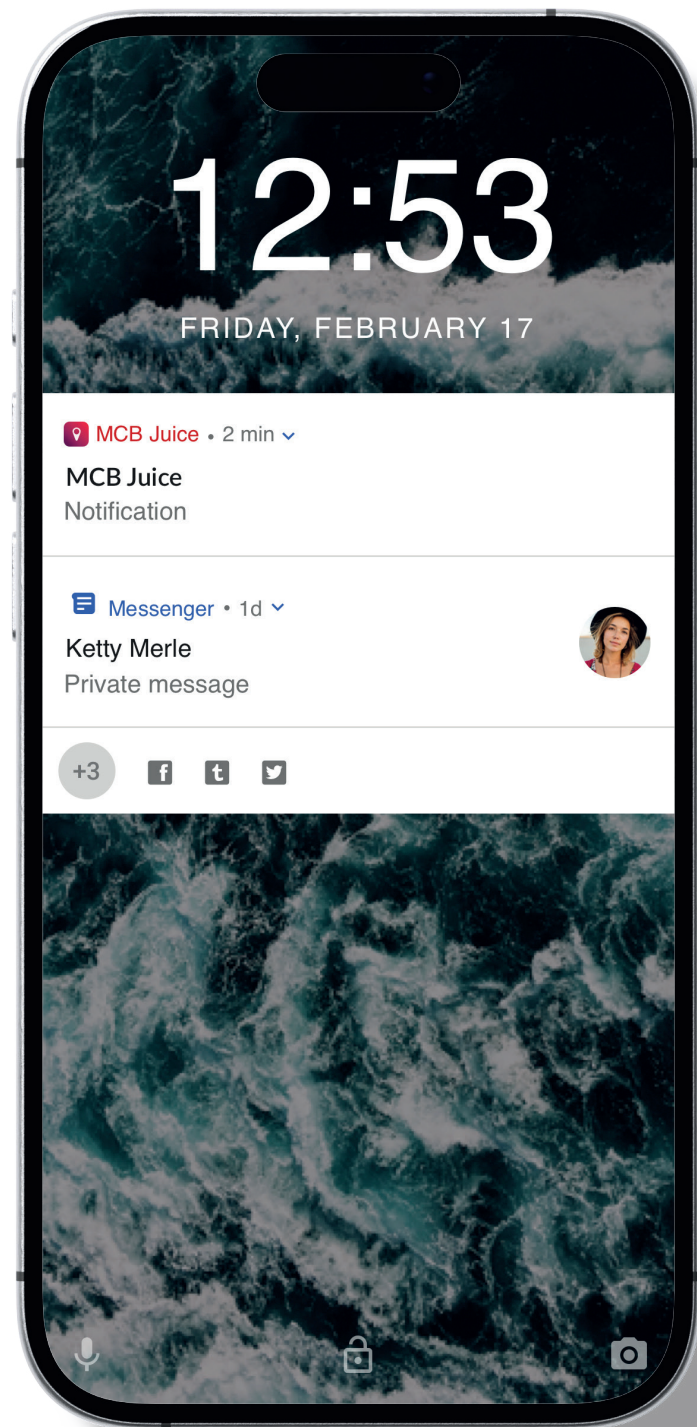 12:53
FRIDAY, FEBRUARY 17
MCB Juice • 2 min
MCB Juice
Notification
Messenger • 1d
Ketty Merle
Private message
+3 f t